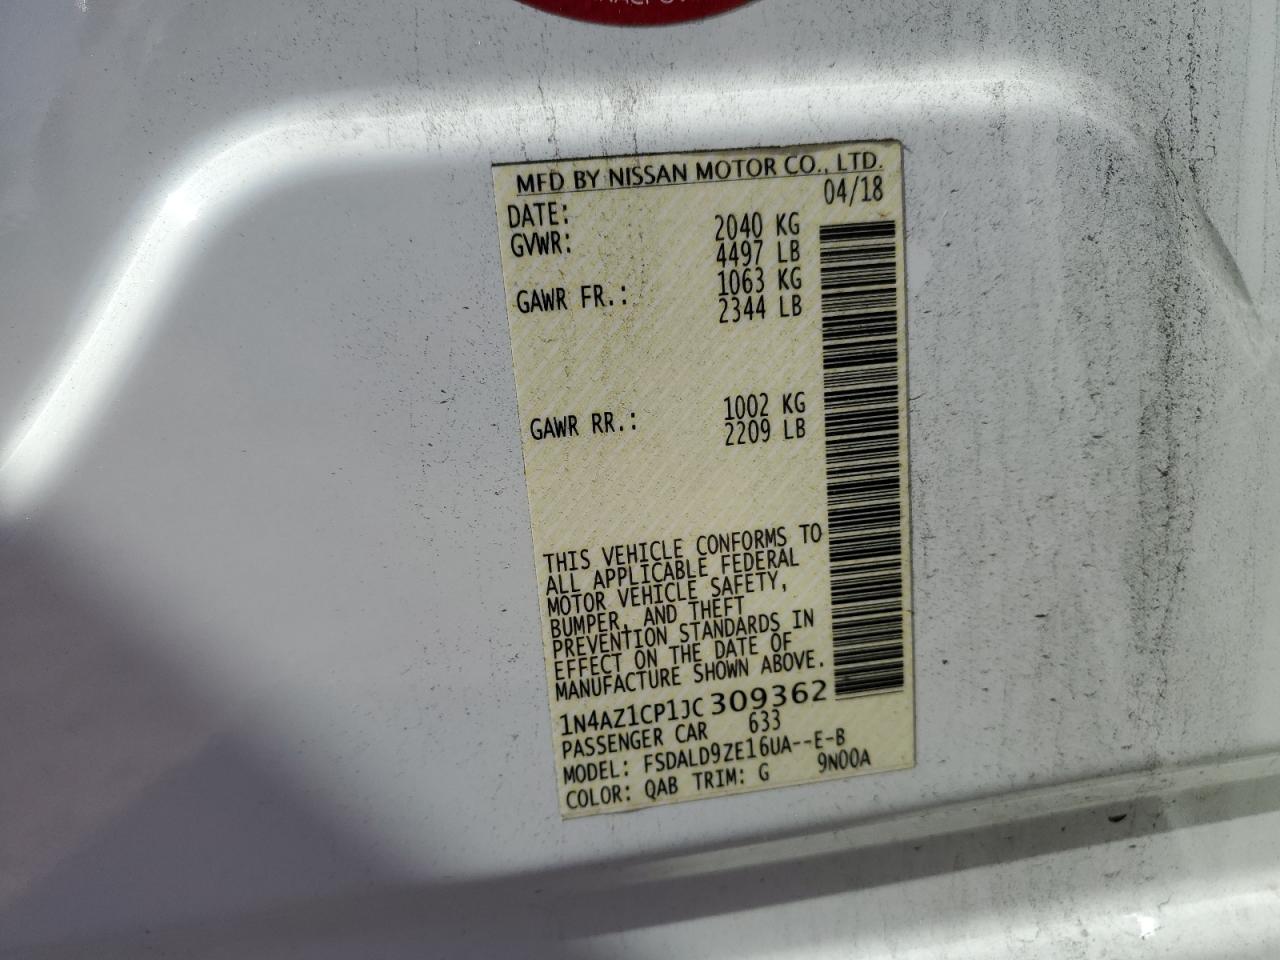 MFD BY NISSAN MOTOR CO., LTD.
DATE: 04/18
GVWR: 2040 KG
4497 LB
GAWR FR.: 1063 KG
2344 LB
GAWR RR.: 1002 KG
2209 LB
THIS VEHICLE CONFORMS TO
ALL APPLICABLE FEDERAL
MOTOR VEHICLE SAFETY,
BUMPER, AND THEFT
PREVENTION STANDARDS IN
EFFECT ON THE DATE OF
MANUFACTURE SHOWN ABOVE.
1N4AZ1CP1JC309362
PASSENGER CAR 633
MODEL: FSDALD9ZE16UA--E-B
COLOR: QAB TRIM: G 9N00A